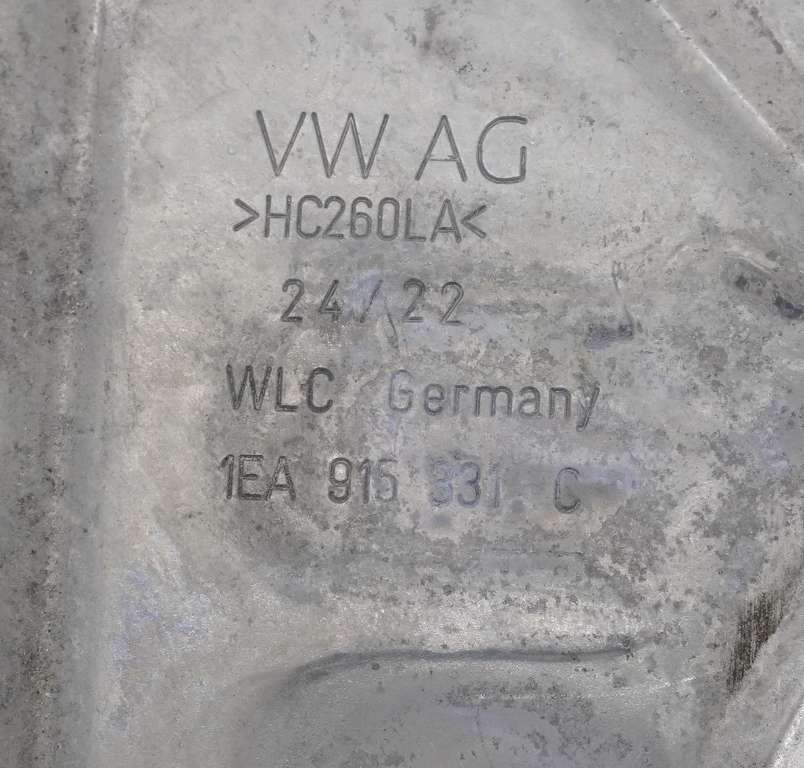 VW AG
>HC260LA<
24/22
WLC Germany
1EA 915 331 C